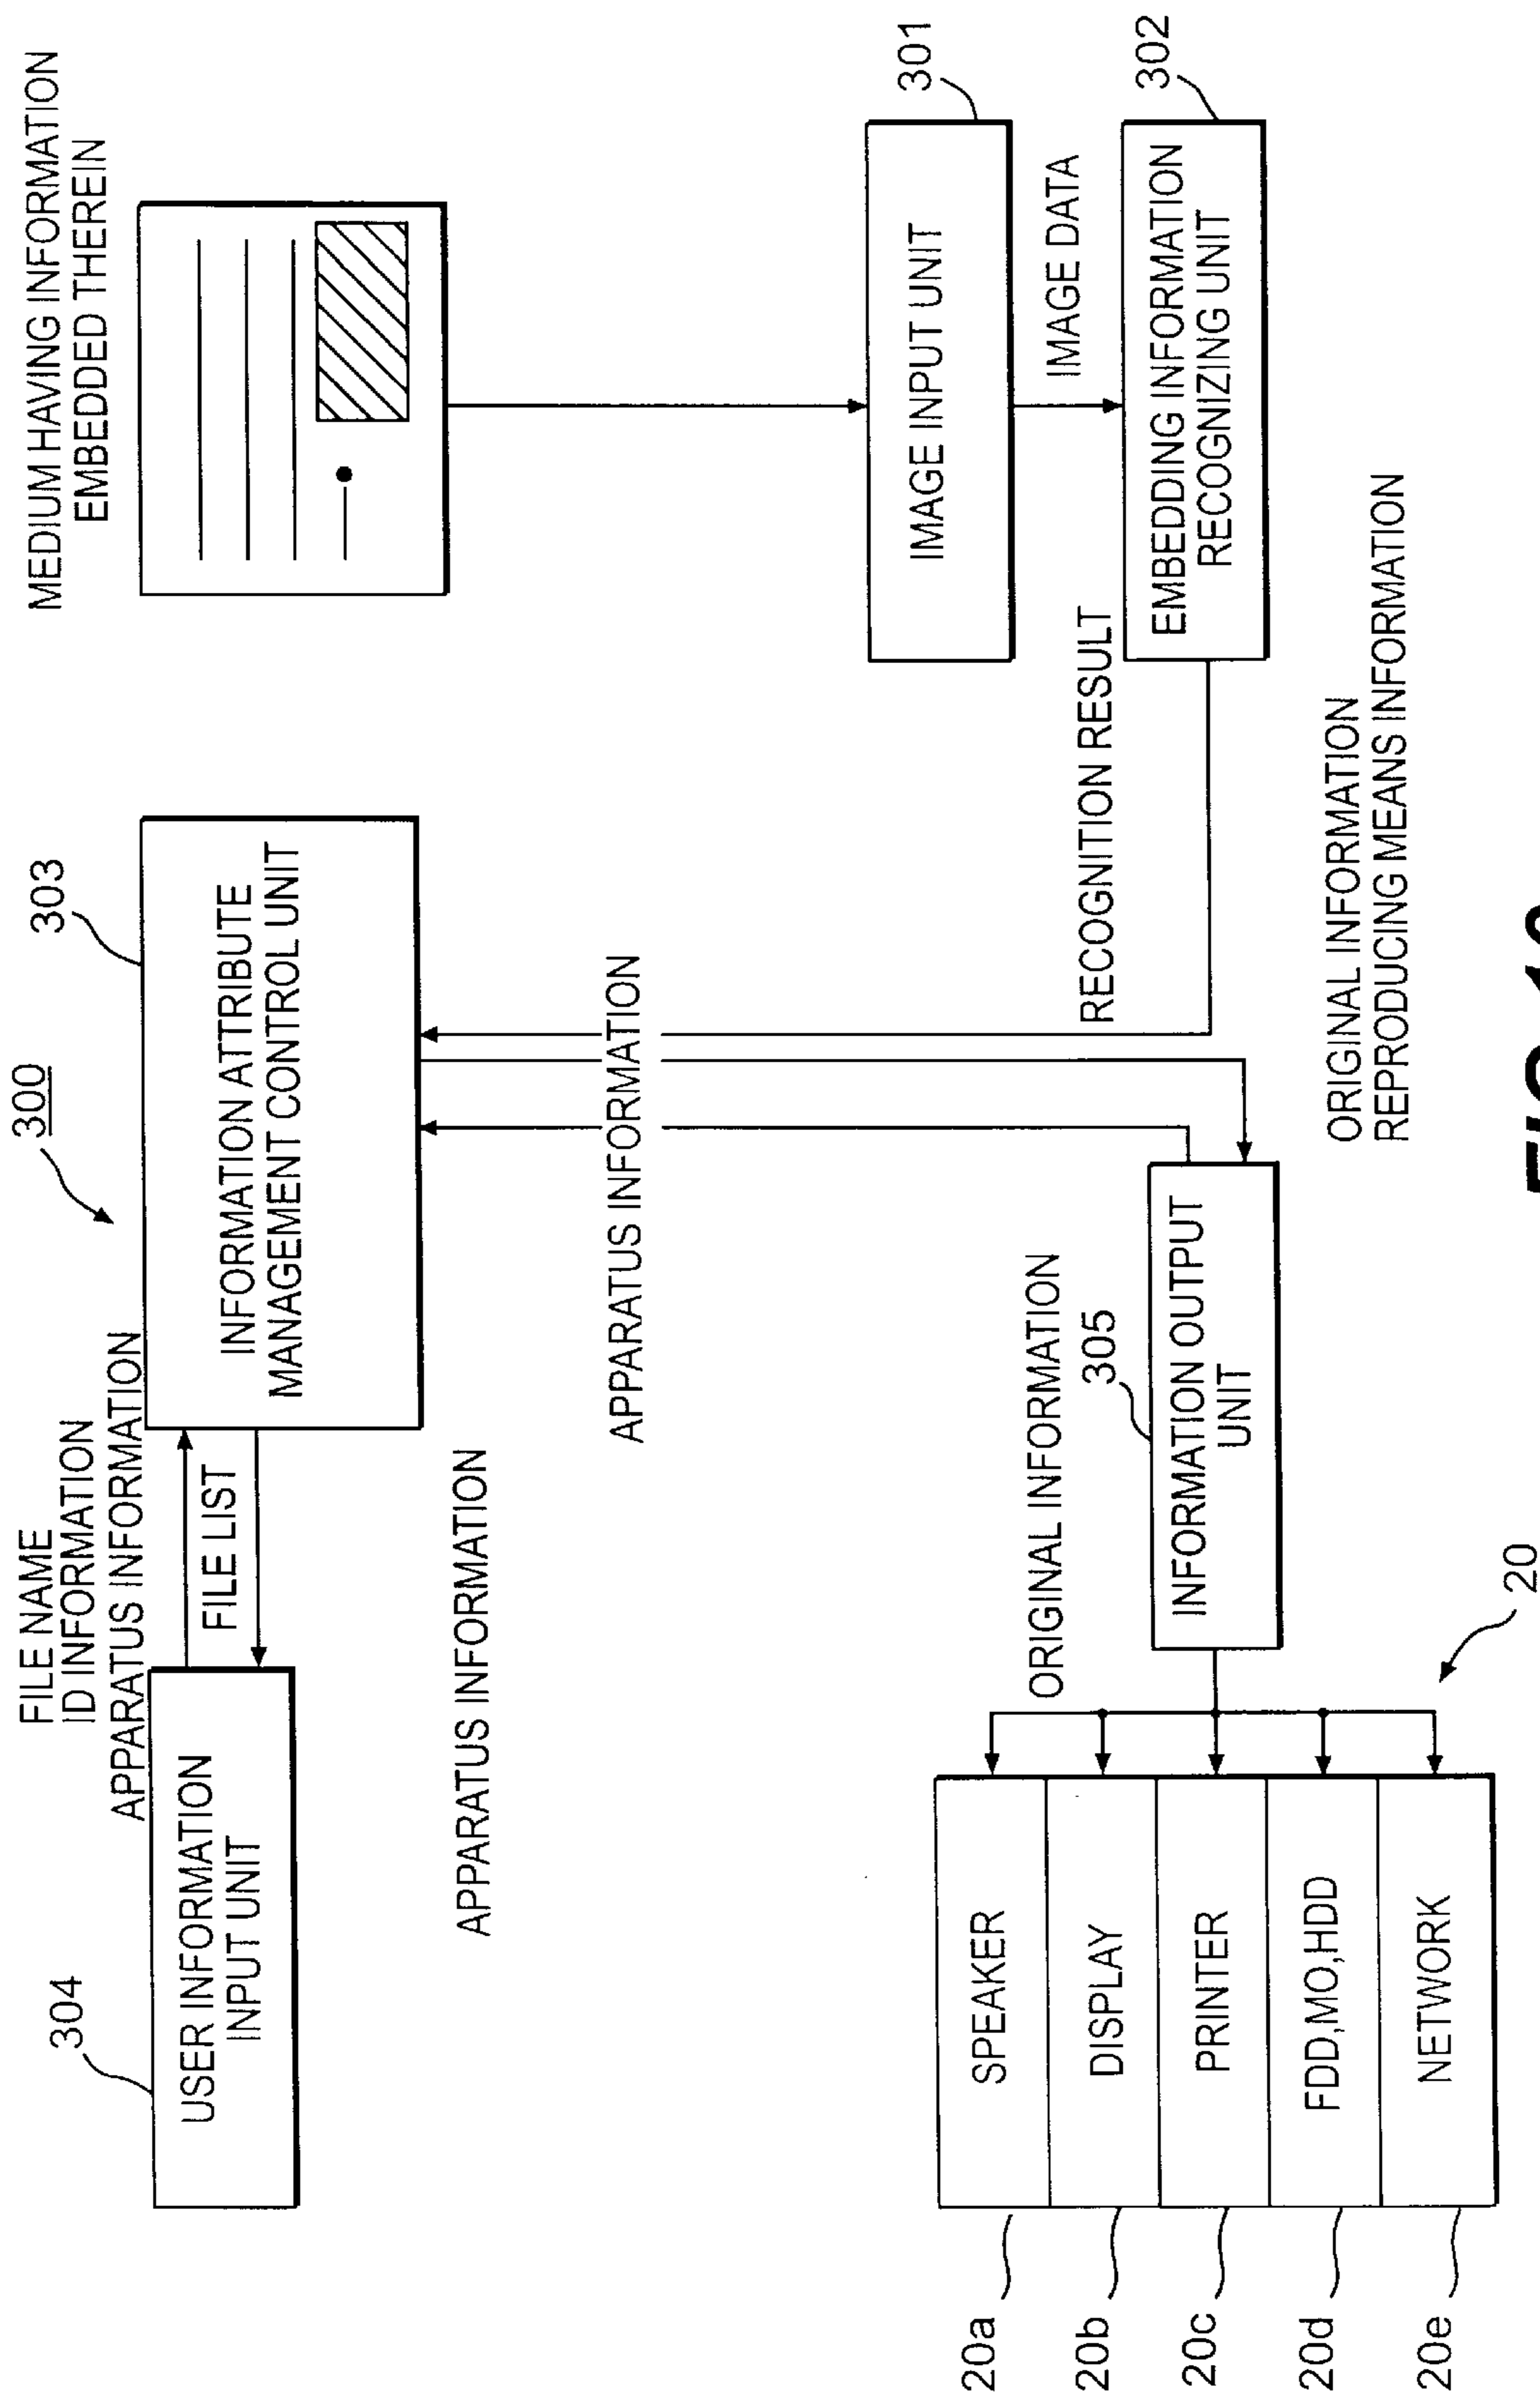 300
FILE NAME
ID INFORMATION
APPARATUS INFORMATION
304
USER INFORMATION
INPUT UNIT
FILE LIST
303
INFORMATION ATTRIBUTE
MANAGEMENT CONTROL UNIT
MEDIUM HAVING INFORMATION
EMBEDDED THEREIN
APPARATUS INFORMATION
APPARATUS INFORMATION
301
IMAGE INPUT UNIT
IMAGE DATA
302
EMBEDDING INFORMATION
RECOGNIZING UNIT
RECOGNITION RESULT
ORIGINAL INFORMATION
305
INFORMATION OUTPUT
UNIT
ORIGINAL INFORMATION
REPRODUCING MEANS INFORMATION
20a
SPEAKER
20b
DISPLAY
20c
PRINTER
20d
FDD,MO,HDD
20e
NETWORK
20